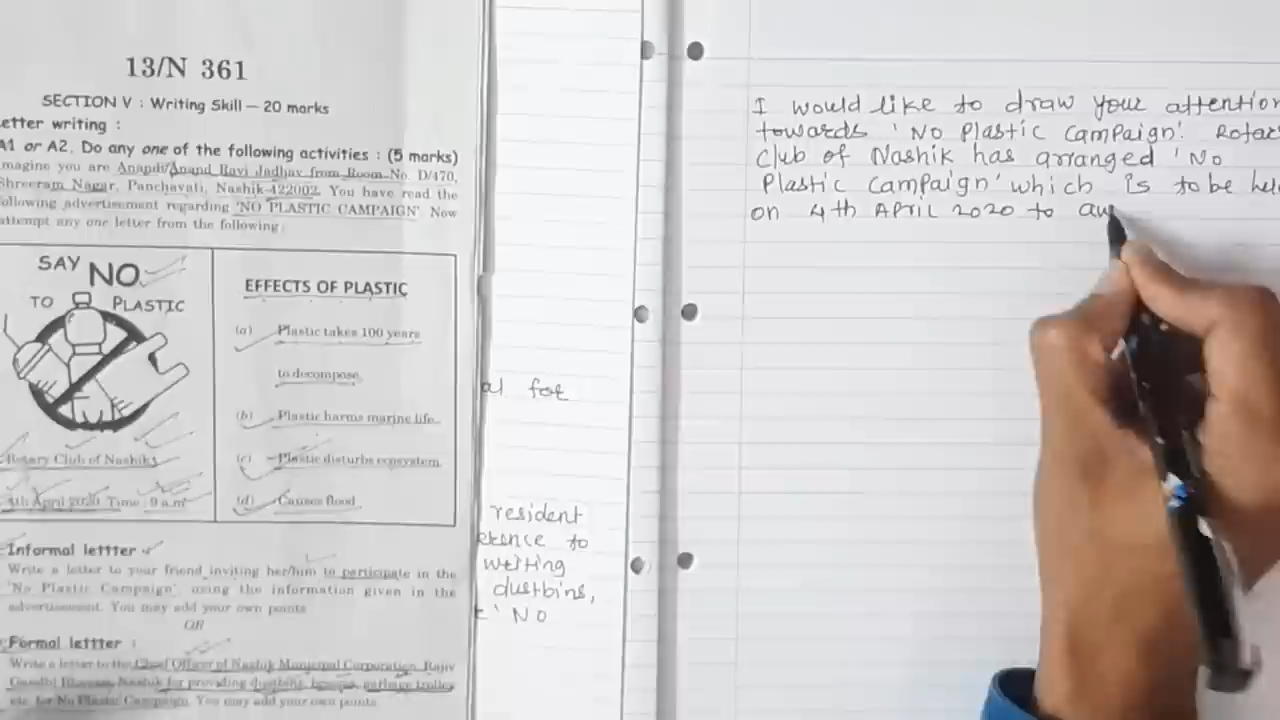 13/N 361
SECTION V : Writing Skill – 20 marks
etter writing :
A1 or A2. Do any one of the following activities : (5 marks)
magine you are Anandi/Anand Ravi Jadhav from Room No. D/470,
Shreeram Nagar, Panchavati, Nashik-422002. You have read the
ollowing advertisement regarding 'NO PLASTIC CAMPAIGN' Now
attempt any one letter from the following:
SAY NO
TO PLASTIC
Rotary Club of Nashik
4th April 2020 Time : 9 a.m
EFFECTS OF PLASTIC
(a) Plastic takes 100 years
to decompose.
(b) Plastic harms marine life.
(c) Plastic disturbs ecosystem
(d) Causes flood
Informal lettter
Write a letter to your friend inviting her/him to participate in the
'No Plastic Campaign' using the information given in the
advertisement. You may add your own points
OR
Formal lettter :
Write a letter to the Chief Officer of Nashik Municipal Corporation, Rajiv
Gandhi Bhavan, Nashik for providing dustbins, garbage trolley
etc. for No Plastic Campaign. You may add your own points.
al for
resident
erence to
writing
dustbins,
t 'No
I would like to draw your attention
towards 'No Plastic Campaign'. Rotar
Club of Nashik has arranged 'No
Plastic Campaign' which is to be hel
on 4th APRIL 2020 to aw